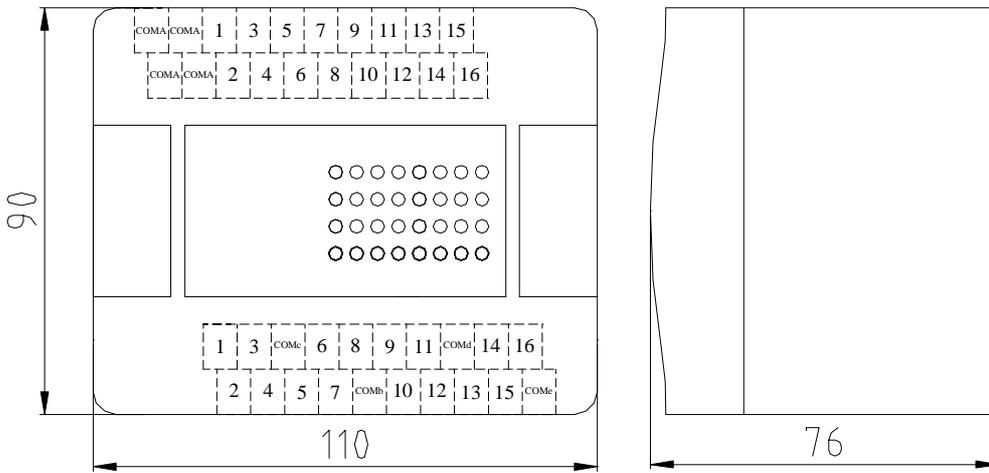 COMA COMA 1 3 5 7 9 11 13 15
COMA COMA 2 4 6 8 10 12 14 16
90
1 3 COMc 6 8 9 11 COMd 14 16
2 4 5 7 COMb 10 12 13 15 COMe
110
76